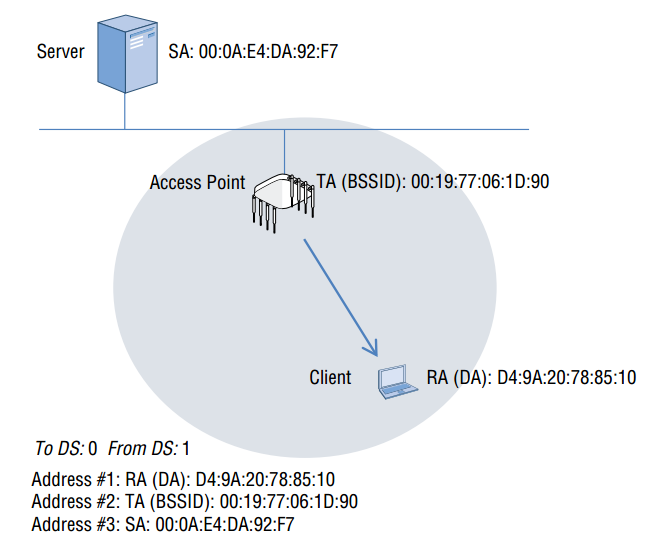 Server
SA: 00:0A:E4:DA:92:F7
Access Point
TA (BSSID): 00:19:77:06:1D:90
Client
RA (DA): D4:9A:20:78:85:10
To DS: 0 From DS: 1
Address #1: RA (DA): D4:9A:20:78:85:10
Address #2: TA (BSSID): 00:19:77:06:1D:90
Address #3: SA: 00:0A:E4:DA:92:F7